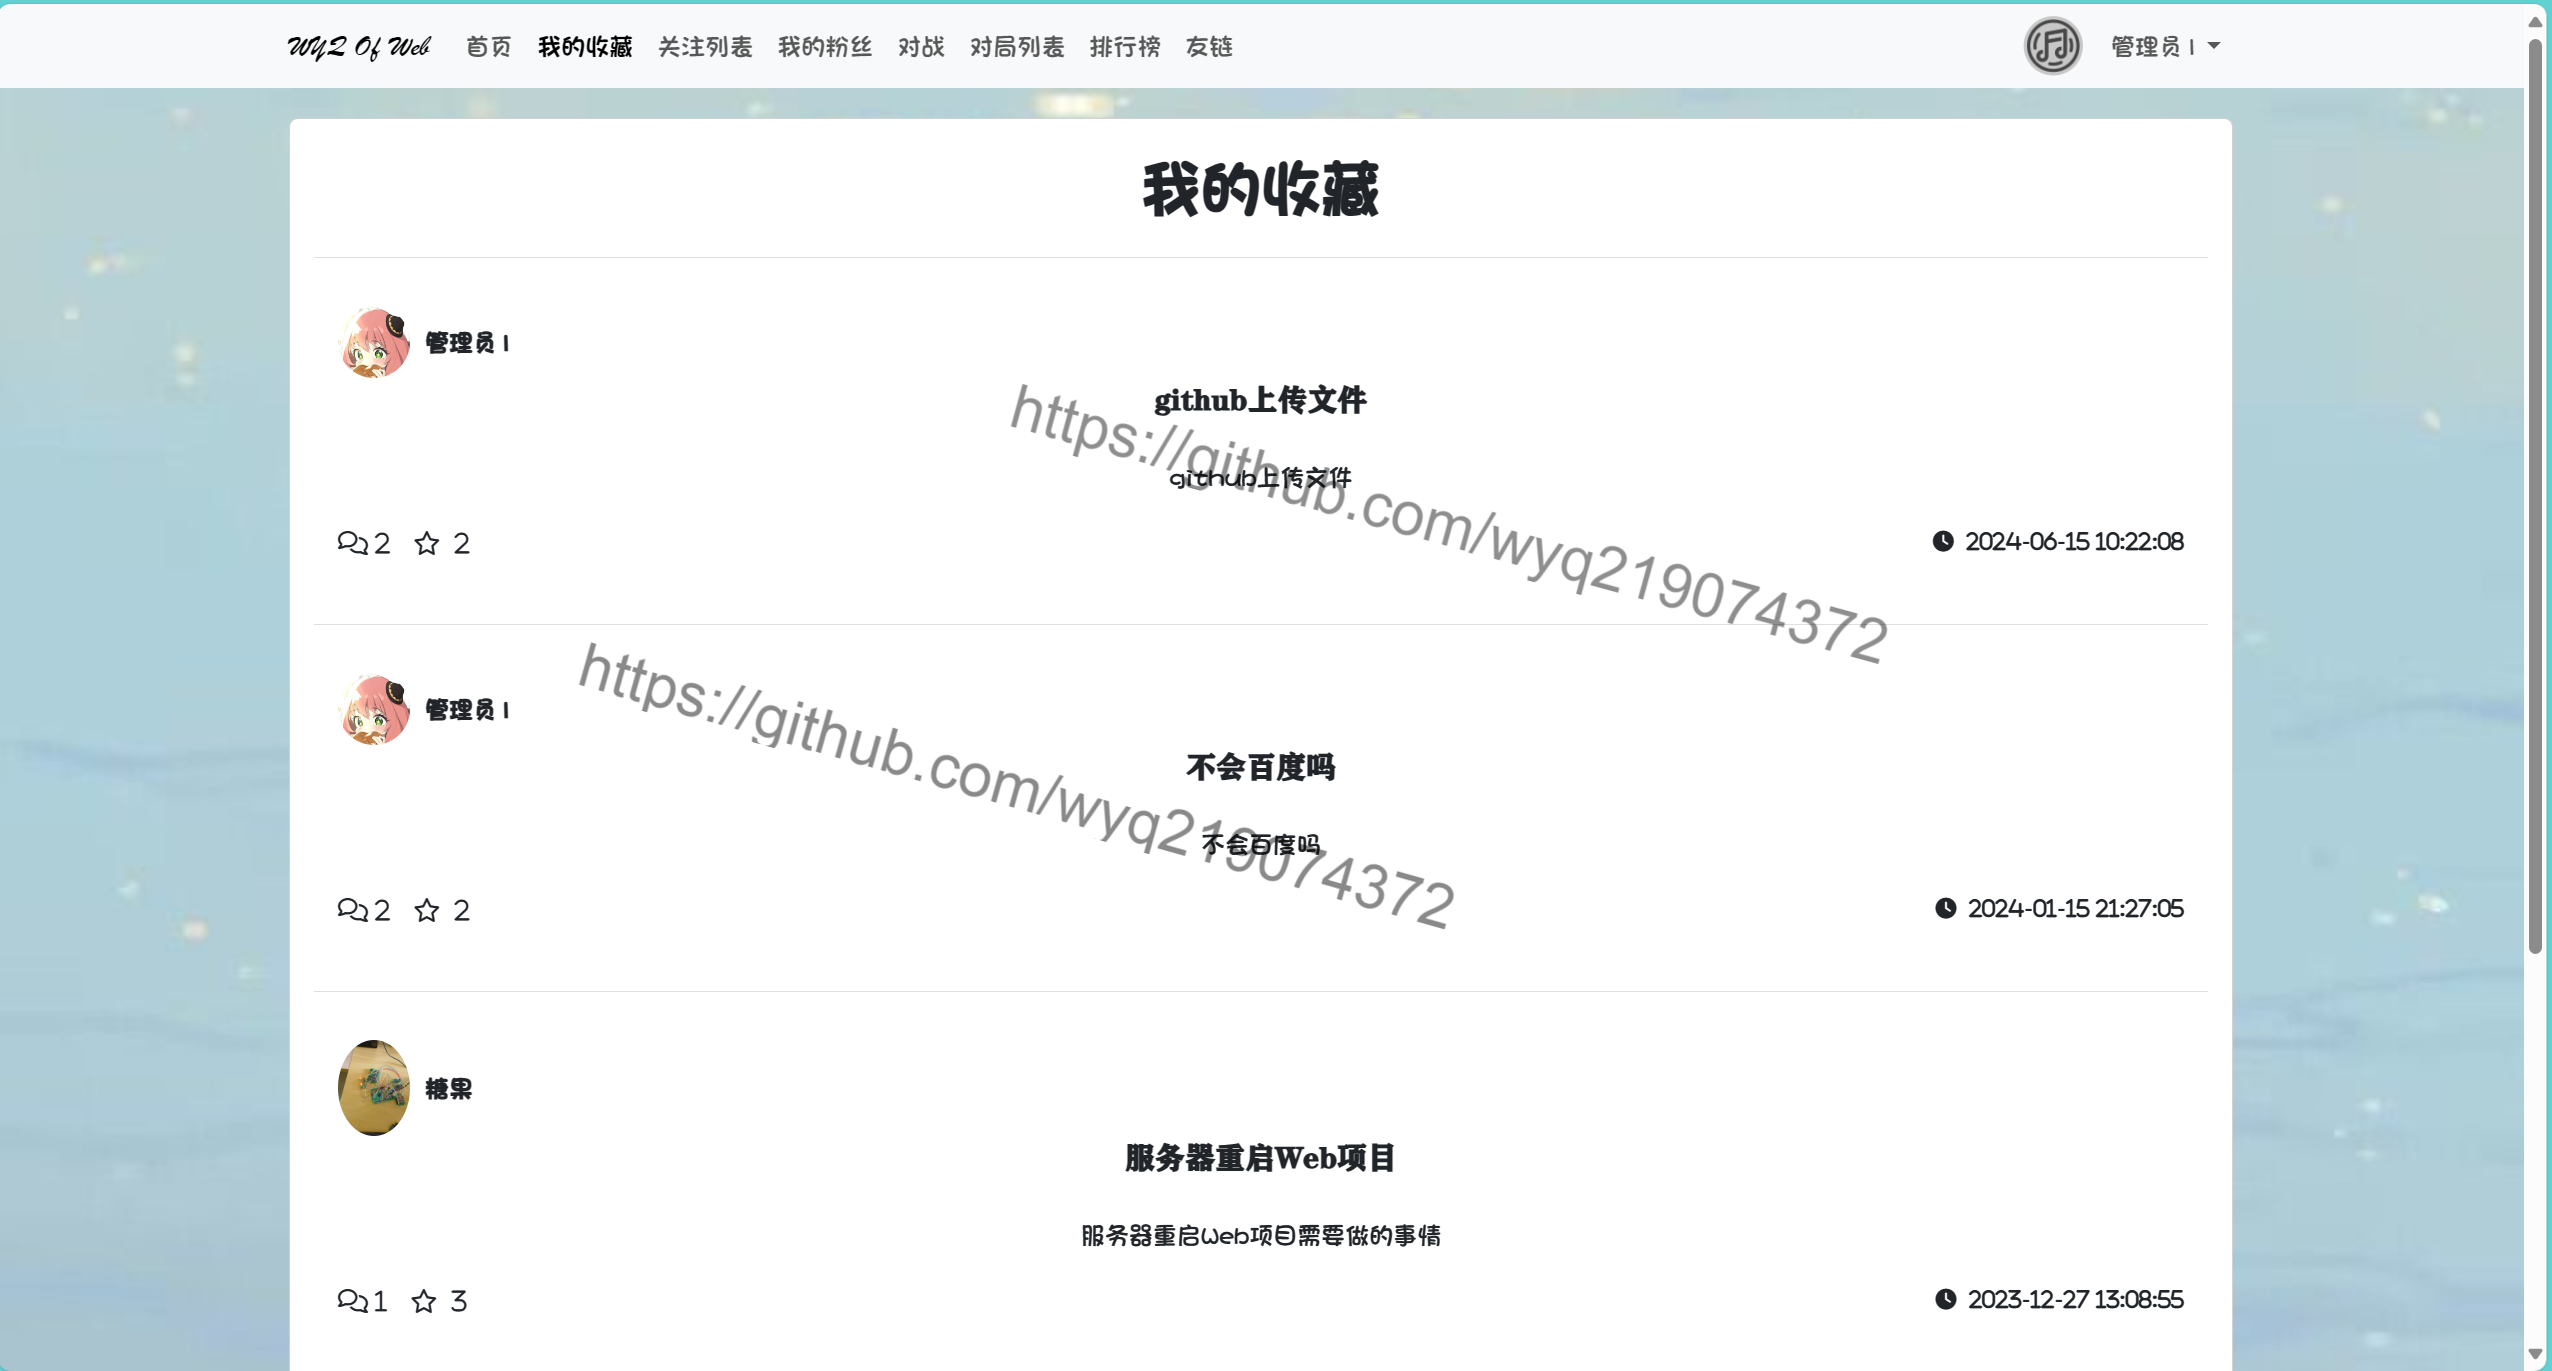 WYQ Of Web 首页 我的收藏 关注列表 我的粉丝 对战 对局列表 排行榜 友链 管理员1
我的收藏
管理员1
github上传文件
github上传文件
2 2 2024-06-15 10:22:08
https://github.com/wyq219074372
管理员1
不会百度吗
不会百度吗
2 2 2024-01-15 21:27:05
https://github.com/wyq219074372
糖果
服务器重启Web项目
服务器重启Web项目需要做的事情
1 3 2023-12-27 13:08:55